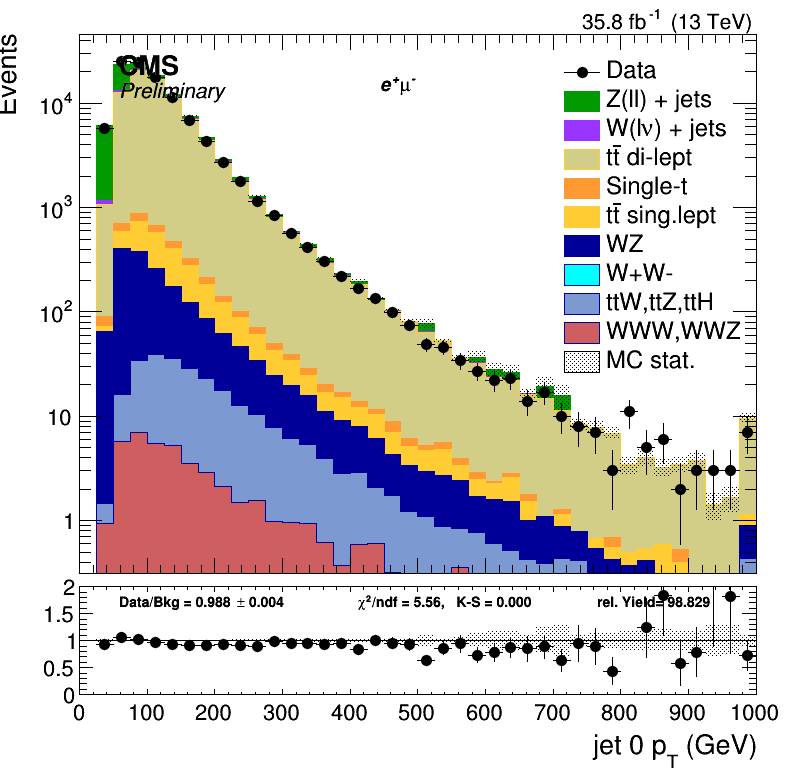 35.8 fb⁻¹ (13 TeV)
Events
CMS
Preliminary
e⁺μ⁻
Data
Z(ll) + jets
W(lν) + jets
tt̄ di-lept
Single-t
tt̄ sing.lept
WZ
W+W-
ttW,ttZ,ttH
WWW,WWZ
MC stat.
10⁴
10³
10²
10
1
Data/Bkg = 0.988 ± 0.004
χ²/ndf = 5.56, K-S = 0.000
rel. Yield= 98.829
2
1.5
1
0.5
0
0 100 200 300 400 500 600 700 800 900 1000
jet 0 p_T (GeV)